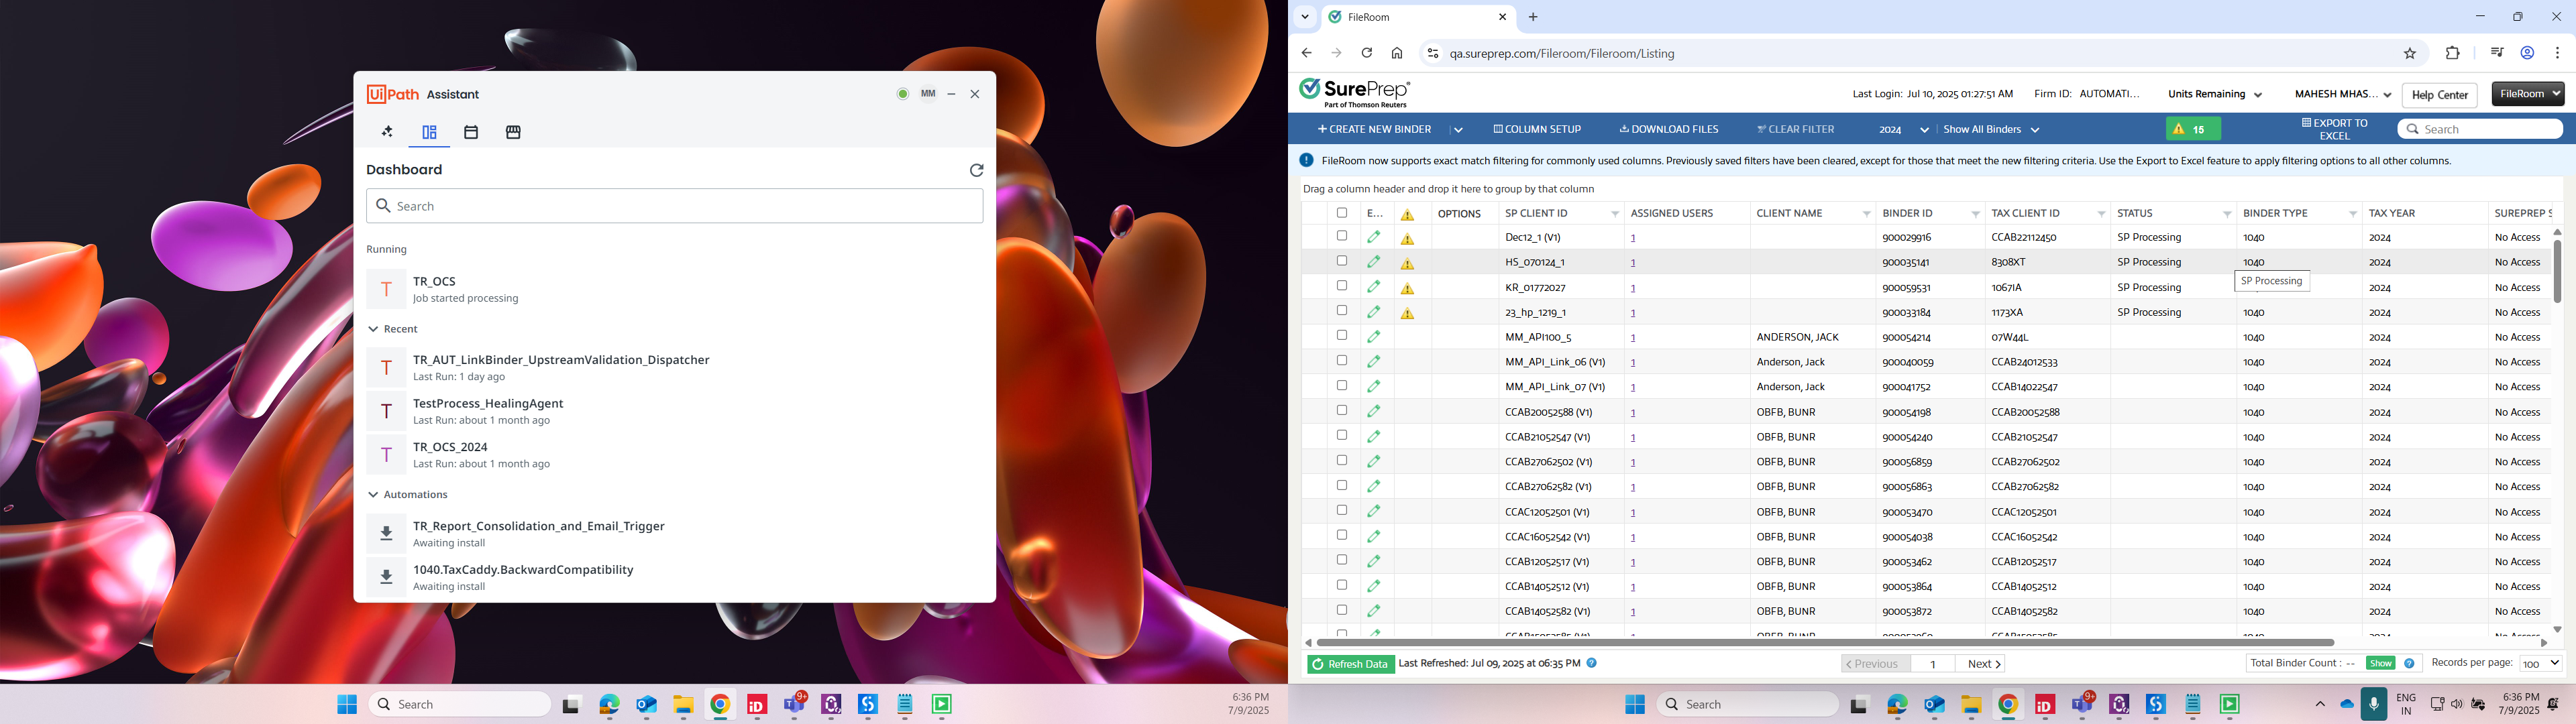 UiPath Assistant
MM
Dashboard
Search
Running
T
TR_OCS
Job started processing
Recent
T
TR_AUT_LinkBinder_UpstreamValidation_Dispatcher
Last Run: 1 day ago
T
TestProcess_HealingAgent
Last Run: about 1 month ago
T
TR_OCS_2024
Last Run: about 1 month ago
Automations
TR_Report_Consolidation_and_Email_Trigger
Awaiting install
1040.TaxCaddy.BackwardCompatibility
Awaiting install
Search
9+
6:36 PM
7/9/2025
FileRoom
qa.sureprep.com/Fileroom/Fileroom/Listing
SurePrep
Part of Thomson Reuters
Last Login: Jul 10, 2025 01:27:51 AM Firm ID: AUTOMATI... Units Remaining MAHESH MHAS... Help Center FileRoom
CREATE NEW BINDER COLUMN SETUP DOWNLOAD FILES CLEAR FILTER 2024 Show All Binders 15 EXPORT TO EXCEL Search
FileRoom now supports exact match filtering for commonly used columns. Previously saved filters have been cleared, except for those that meet the new filtering criteria. Use the Export to Excel feature to apply filtering options to all other columns.
Drag a column header and drop it here to group by that column
E... OPTIONS SP CLIENT ID ASSIGNED USERS CLIENT NAME BINDER ID TAX CLIENT ID STATUS BINDER TYPE TAX YEAR SUREPREP S
Dec12_1 (V1) 1 900029916 CCAB22112450 SP Processing 1040 2024 No Access
HS_070124_1 1 900035141 8308XT SP Processing 1040 2024 No Access
SP Processing
KR_01772027 1 900059531 1067IA SP Processing 2024 No Access
23_hp_1219_1 1 900033184 1173XA SP Processing 1040 2024 No Access
MM_API100_5 1 ANDERSON, JACK 900054214 07W44L 1040 2024 No Access
MM_API_Link_06 (V1) 1 Anderson, Jack 900040059 CCAB24012533 1040 2024 No Access
MM_API_Link_07 (V1) 1 Anderson, Jack 900041752 CCAB14022547 1040 2024 No Access
CCAB20052588 (V1) 1 OBFB, BUNR 900054198 CCAB20052588 1040 2024 No Access
CCAB21052547 (V1) 1 OBFB, BUNR 900054240 CCAB21052547 1040 2024 No Access
CCAB27062502 (V1) 1 OBFB, BUNR 900056859 CCAB27062502 1040 2024 No Access
CCAB27062582 (V1) 1 OBFB, BUNR 900056863 CCAB27062582 1040 2024 No Access
CCAC12052501 (V1) 1 OBFB, BUNR 900053470 CCAC12052501 1040 2024 No Access
CCAC16052542 (V1) 1 OBFB, BUNR 900054038 CCAC16052542 1040 2024 No Access
CCAB12052517 (V1) 1 OBFB, BUNR 900053462 CCAB12052517 1040 2024 No Access
CCAB14052512 (V1) 1 OBFB, BUNR 900053864 CCAB14052512 1040 2024 No Access
CCAB14052582 (V1) 1 OBFB, BUNR 900053872 CCAB14052582 1040 2024 No Access
Refresh Data Last Refreshed: Jul 09, 2025 at 06:35 PM Previous 1 Next Total Binder Count : -- Show Records per page: 100
Search
9+
ENG
IN
6:36 PM
7/9/2025